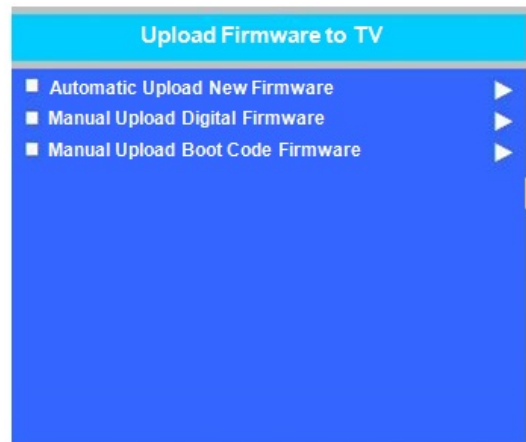 Upload Firmware to TV
Automatic Upload New Firmware
Manual Upload Digital Firmware
Manual Upload Boot Code Firmware